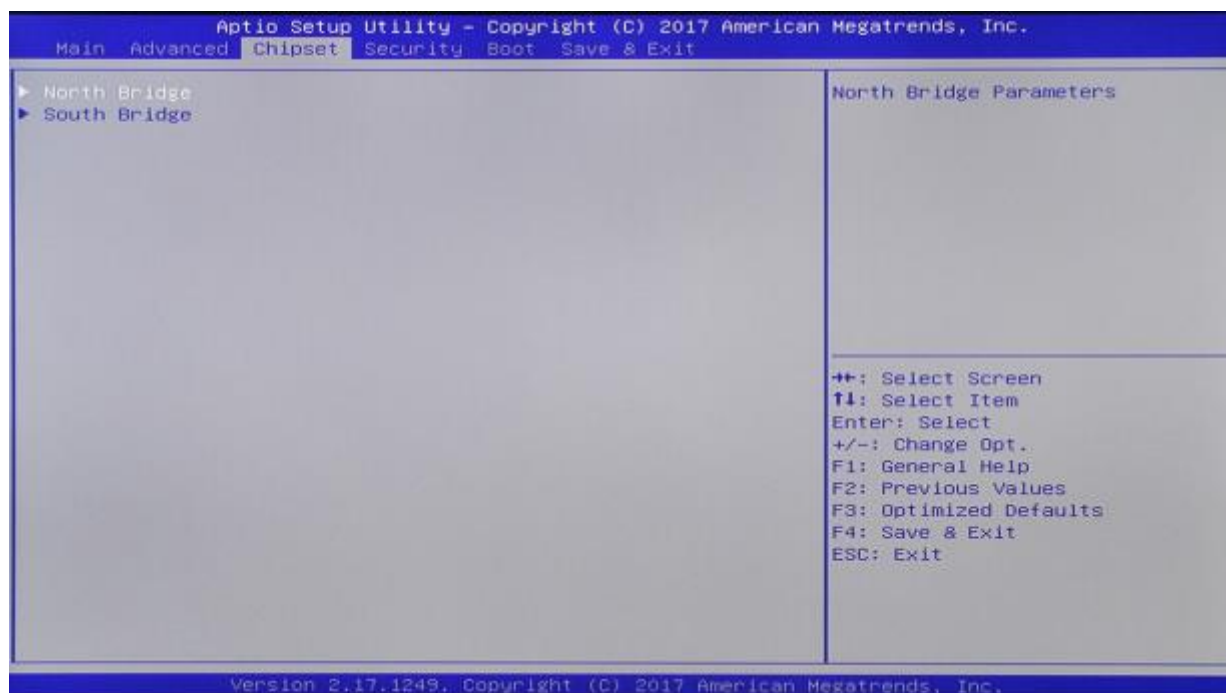 Aptio Setup Utility - Copyright (C) 2017 American Megatrends, Inc.
Main Advanced Chipset Security Boot Save & Exit
► North Bridge
► South Bridge
North Bridge Parameters
→←: Select Screen
↑↓: Select Item
Enter: Select
+/-: Change Opt.
F1: General Help
F2: Previous Values
F3: Optimized Defaults
F4: Save & Exit
ESC: Exit
Version 2.17.1249. Copyright (C) 2017 American Megatrends, Inc.